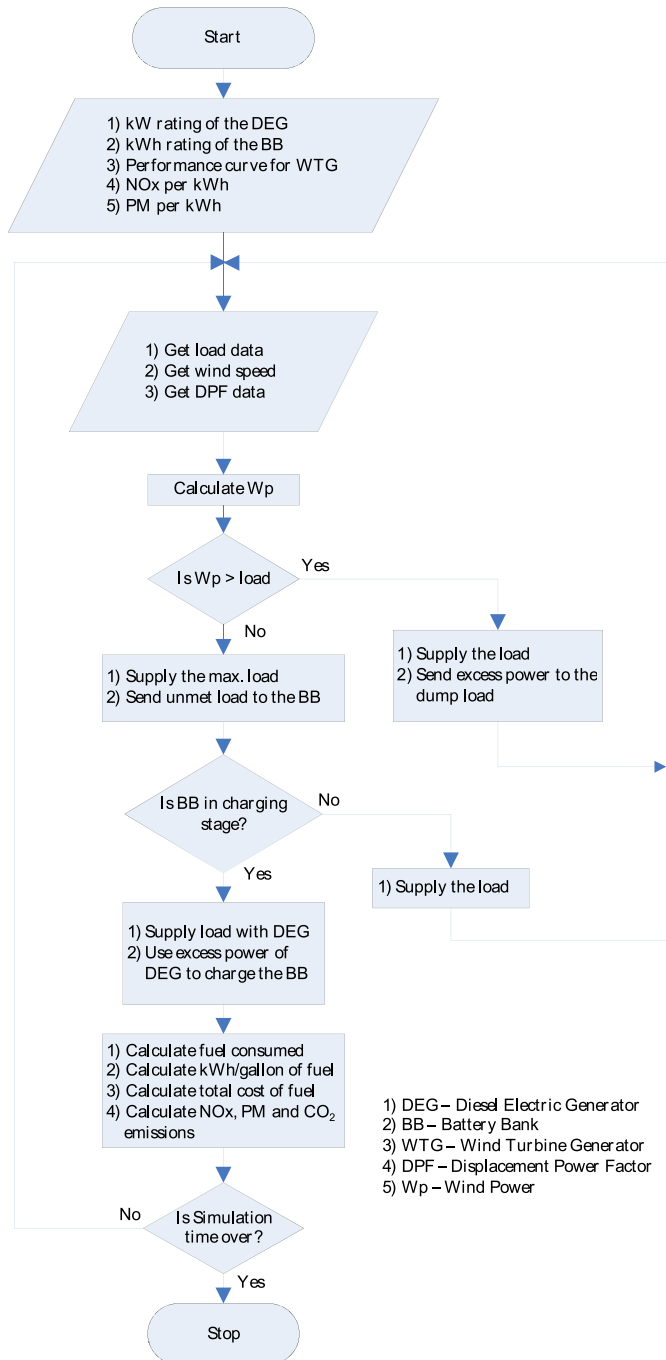 Start
1) kW rating of the DEG
2) kWh rating of the BB
3) Performance curve for WTG
4) NOx per kWh
5) PM per kWh
1) Get load data
2) Get wind speed
3) Get DPF data
Calculate Wp
Is Wp > load
Yes
No
1) Supply the load
2) Send excess power to the
dump load
1) Supply the max. load
2) Send unmet load to the BB
Is BB in charging
stage?
No
Yes
1) Supply the load
1) Supply load with DEG
2) Use excess power of
DEG to charge the BB
1) Calculate fuel consumed
2) Calculate kWh/gallon of fuel
3) Calculate total cost of fuel
4) Calculate NOx, PM and CO₂
emissions
1) DEG – Diesel Electric Generator
2) BB – Battery Bank
3) WTG – Wind Turbine Generator
4) DPF – Displacement Power Factor
5) Wp – Wind Power
Is Simulation
time over?
No
Yes
Stop